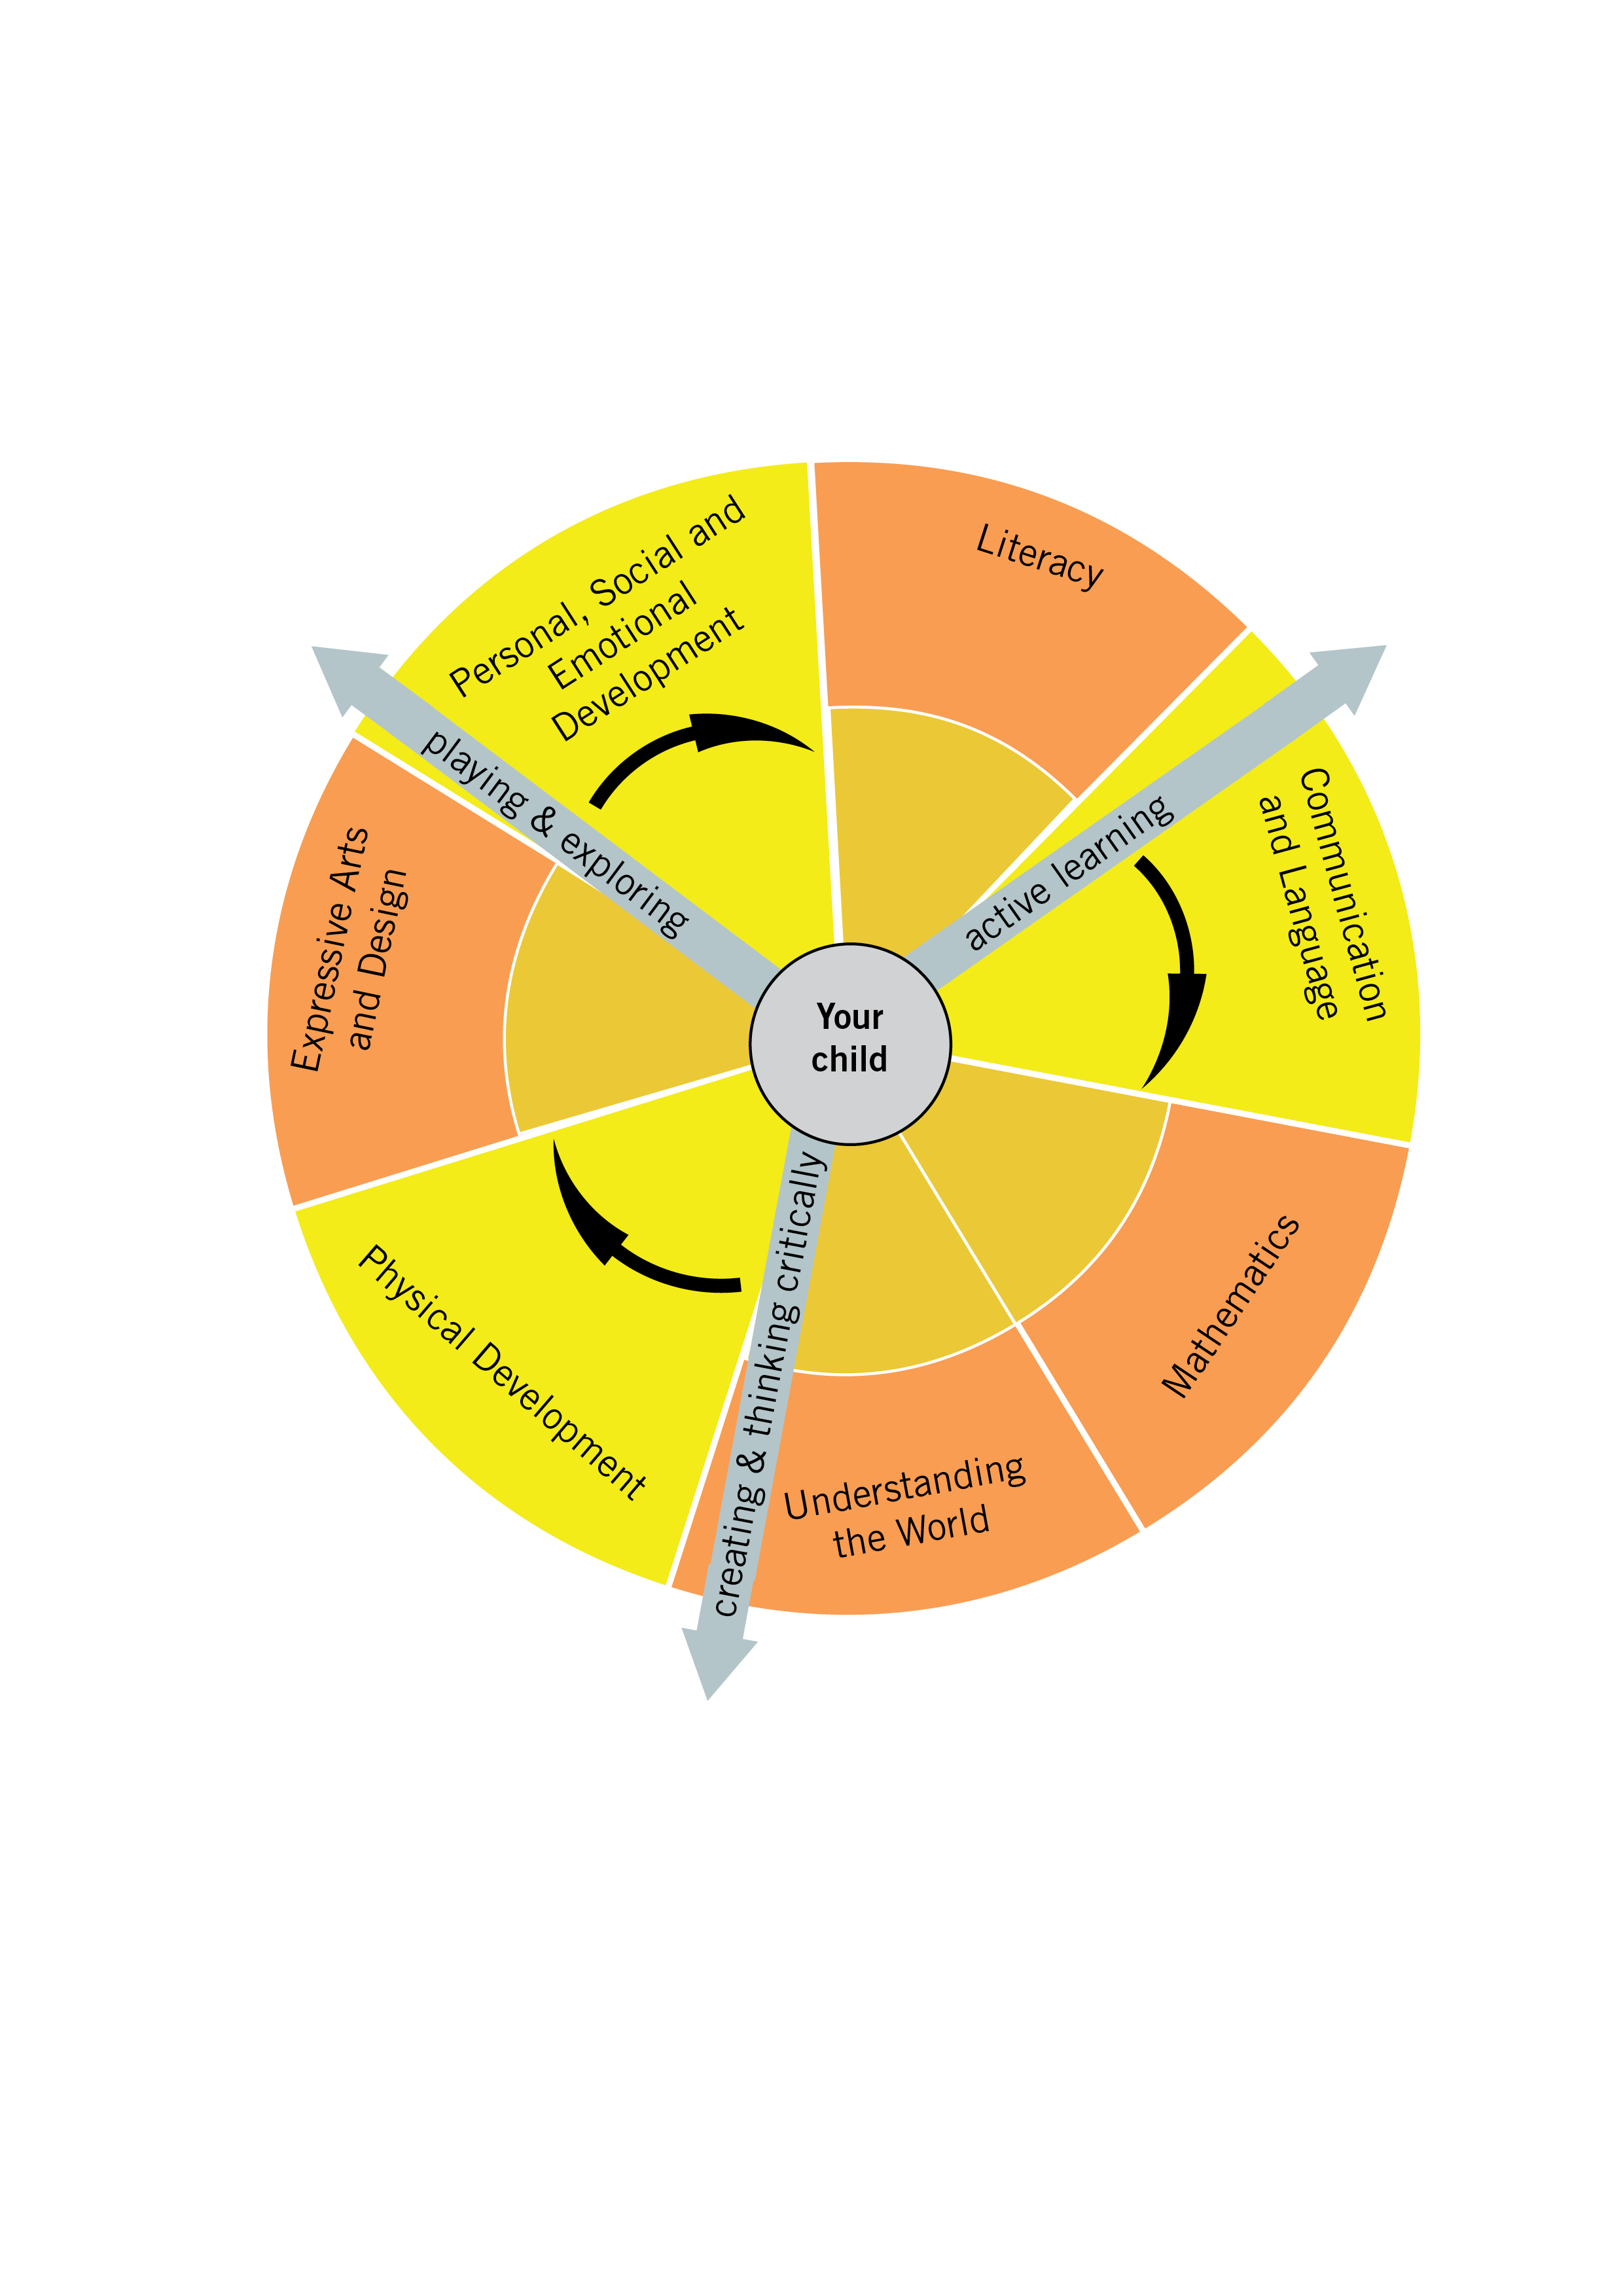 Personal, Social and
Emotional
Development
Literacy
Communication
and Language
Mathematics
Understanding
the World
Physical Development
Expressive Arts
and Design
playing & exploring
active learning
creating & thinking critically
Your
child